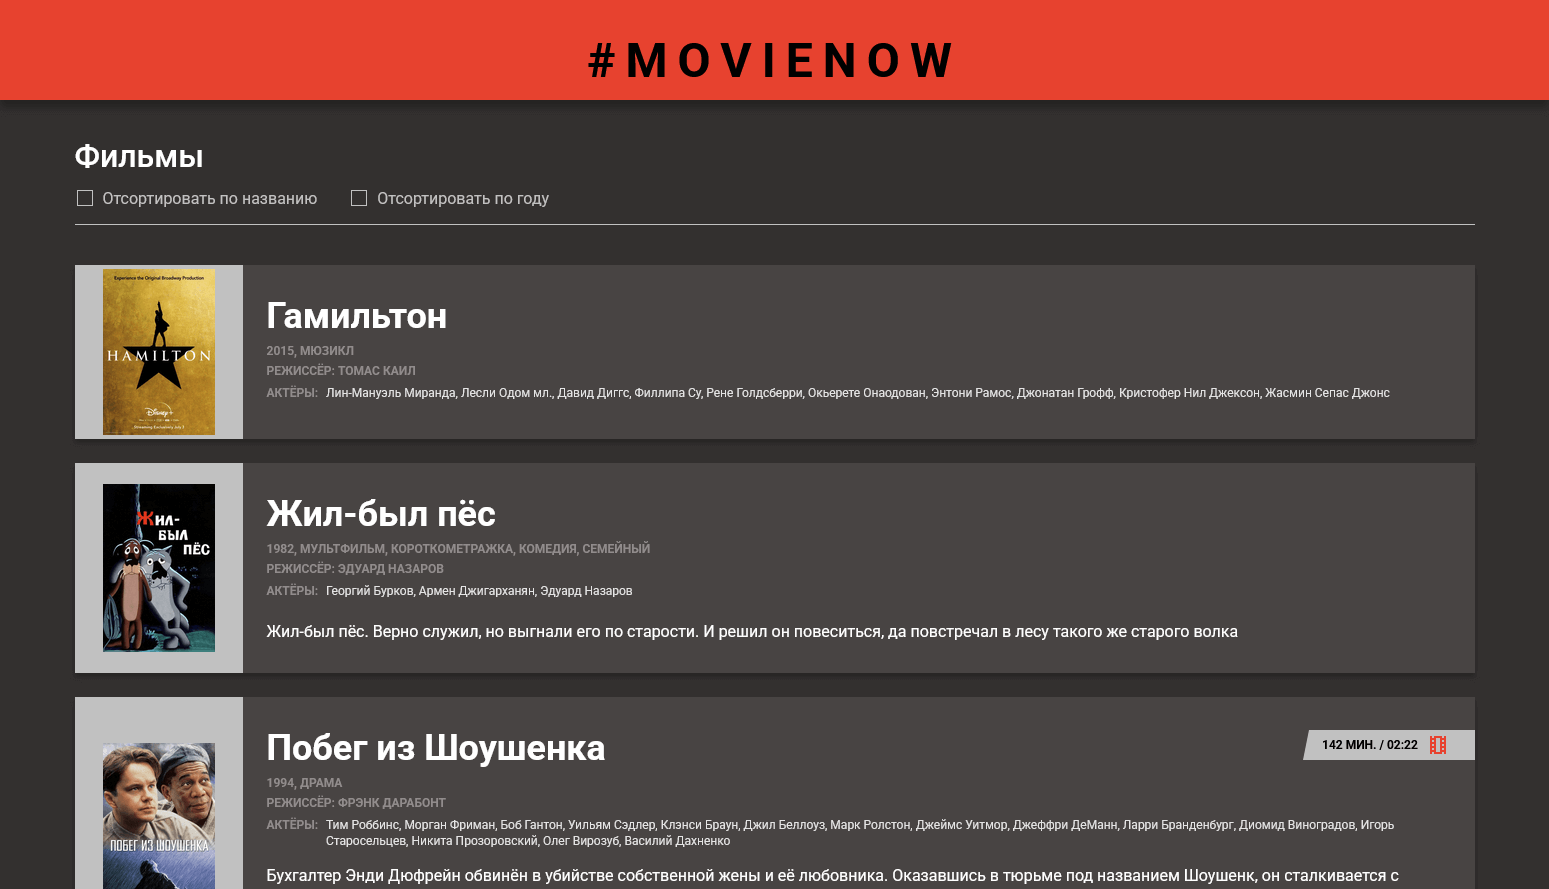 #MOVIENOW
Фильмы
Отсортировать по названию
Отсортировать по году
Experience the Original Broadway Production
HAMILTON
Disney+
Streaming Exclusively July 3
Гамильтон
2015, МЮЗИКЛ
РЕЖИССЁР: ТОМАС КАИЛ
АКТЁРЫ: Лин-Мануэль Миранда, Лесли Одом мл., Давид Диггс, Филлипа Су, Рене Голдсберри, Окьерете Онаодован, Энтони Рамос, Джонатан Грофф, Кристофер Нил Джексон, Жасмин Сепас Джонс
Жил-
был
пёс
Жил-был пёс
1982, МУЛЬТФИЛЬМ, КОРОТКОМЕТРАЖКА, КОМЕДИЯ, СЕМЕЙНЫЙ
РЕЖИССЁР: ЭДУАРД НАЗАРОВ
АКТЁРЫ: Георгий Бурков, Армен Джигарханян, Эдуард Назаров
Жил-был пёс. Верно служил, но выгнали его по старости. И решил он повеситься, да повстречал в лесу такого же старого волка
ПОБЕГ ИЗ ШОУШЕНКА
Побег из Шоушенка
142 МИН. / 02:22
1994, ДРАМА
РЕЖИССЁР: ФРЭНК ДАРАБОНТ
АКТЁРЫ: Тим Роббинс, Морган Фриман, Боб Гантон, Уильям Сэдлер, Клэнси Браун, Джил Беллоуз, Марк Ролстон, Джеймс Уитмор, Джеффри ДеМанн, Ларри Бранденбург, Диомид Виноградов, Игорь
Старосельцев, Никита Прозоровский, Олег Вирозуб, Василий Дахненко
Бухгалтер Энди Дюфрейн обвинён в убийстве собственной жены и её любовника. Оказавшись в тюрьме под названием Шоушенк, он сталкивается с